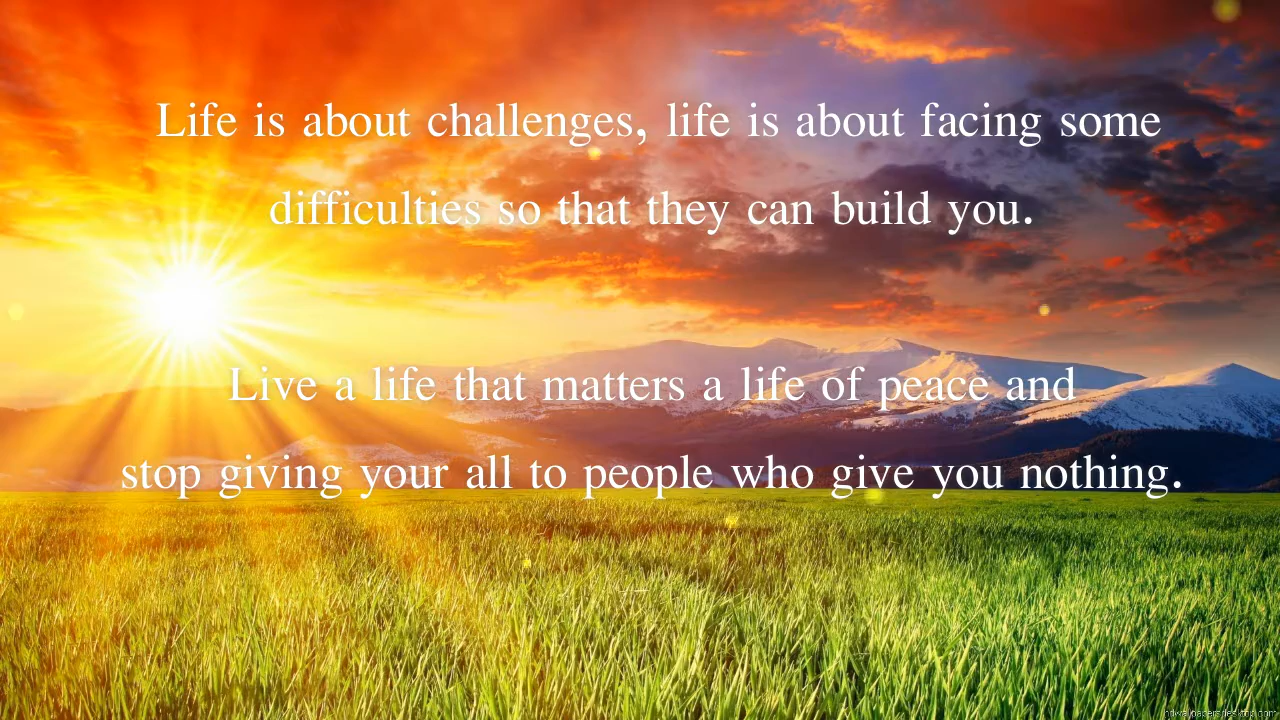 Life is about challenges, life is about facing some
difficulties so that they can build you.
Live a life that matters a life of peace and
stop giving your all to people who give you nothing.